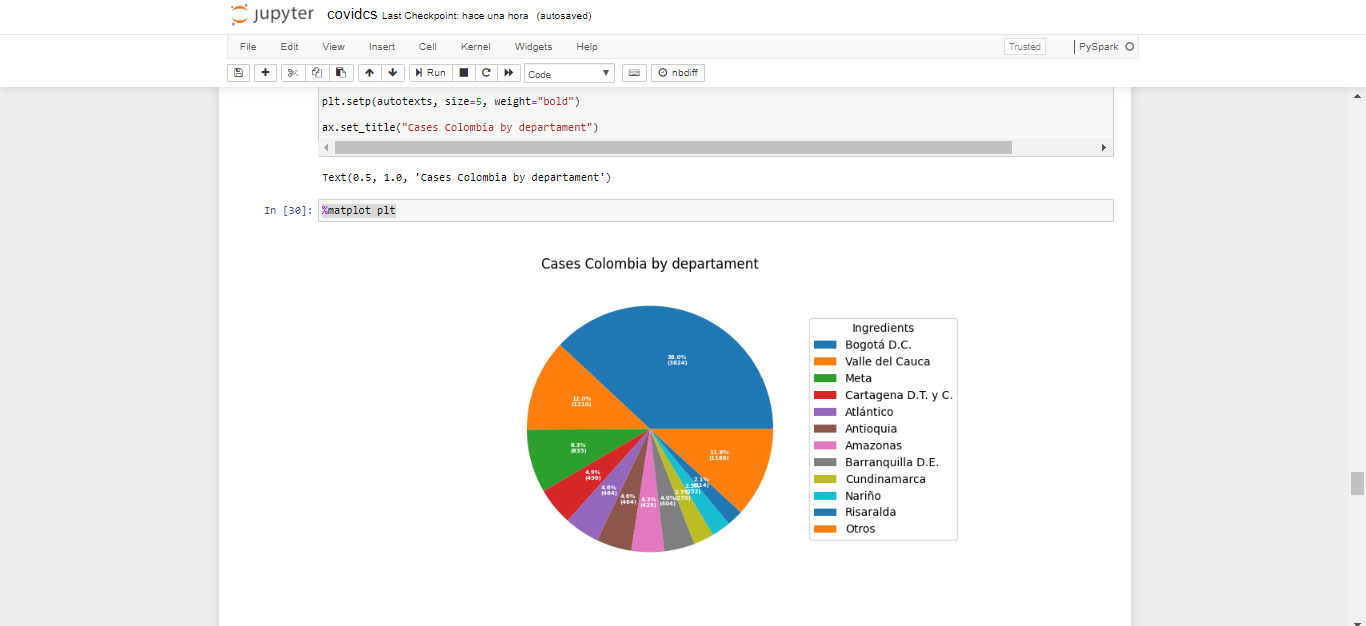 jupyter covidcs Last Checkpoint: hace una hora (autosaved)
File Edit View Insert Cell Kernel Widgets Help Trusted PySpark
Run Code nbdiff
plt.setp(autotexts, size=5, weight="bold")
ax.set_title("Cases Colombia by departament")
Text(0.5, 1.0, 'Cases Colombia by departament')
In [30]: %matplot plt
Cases Colombia by departament
38.0%
(3824)
12.0%
(1210)
8.3%
(835)
4.9%
(496)
4.6%
(464)
4.6%
(464)
4.3%
(429)
4.0%
(404)
2.7%
(270)
2.5%
(252)
2.1%
(214)
11.8%
Ingredients
Bogotá D.C.
Valle del Cauca
Meta
Cartagena D.T. y C.
Atlántico
Antioquia
Amazonas
Barranquilla D.E.
Cundinamarca
Nariño
Risaralda
Otros